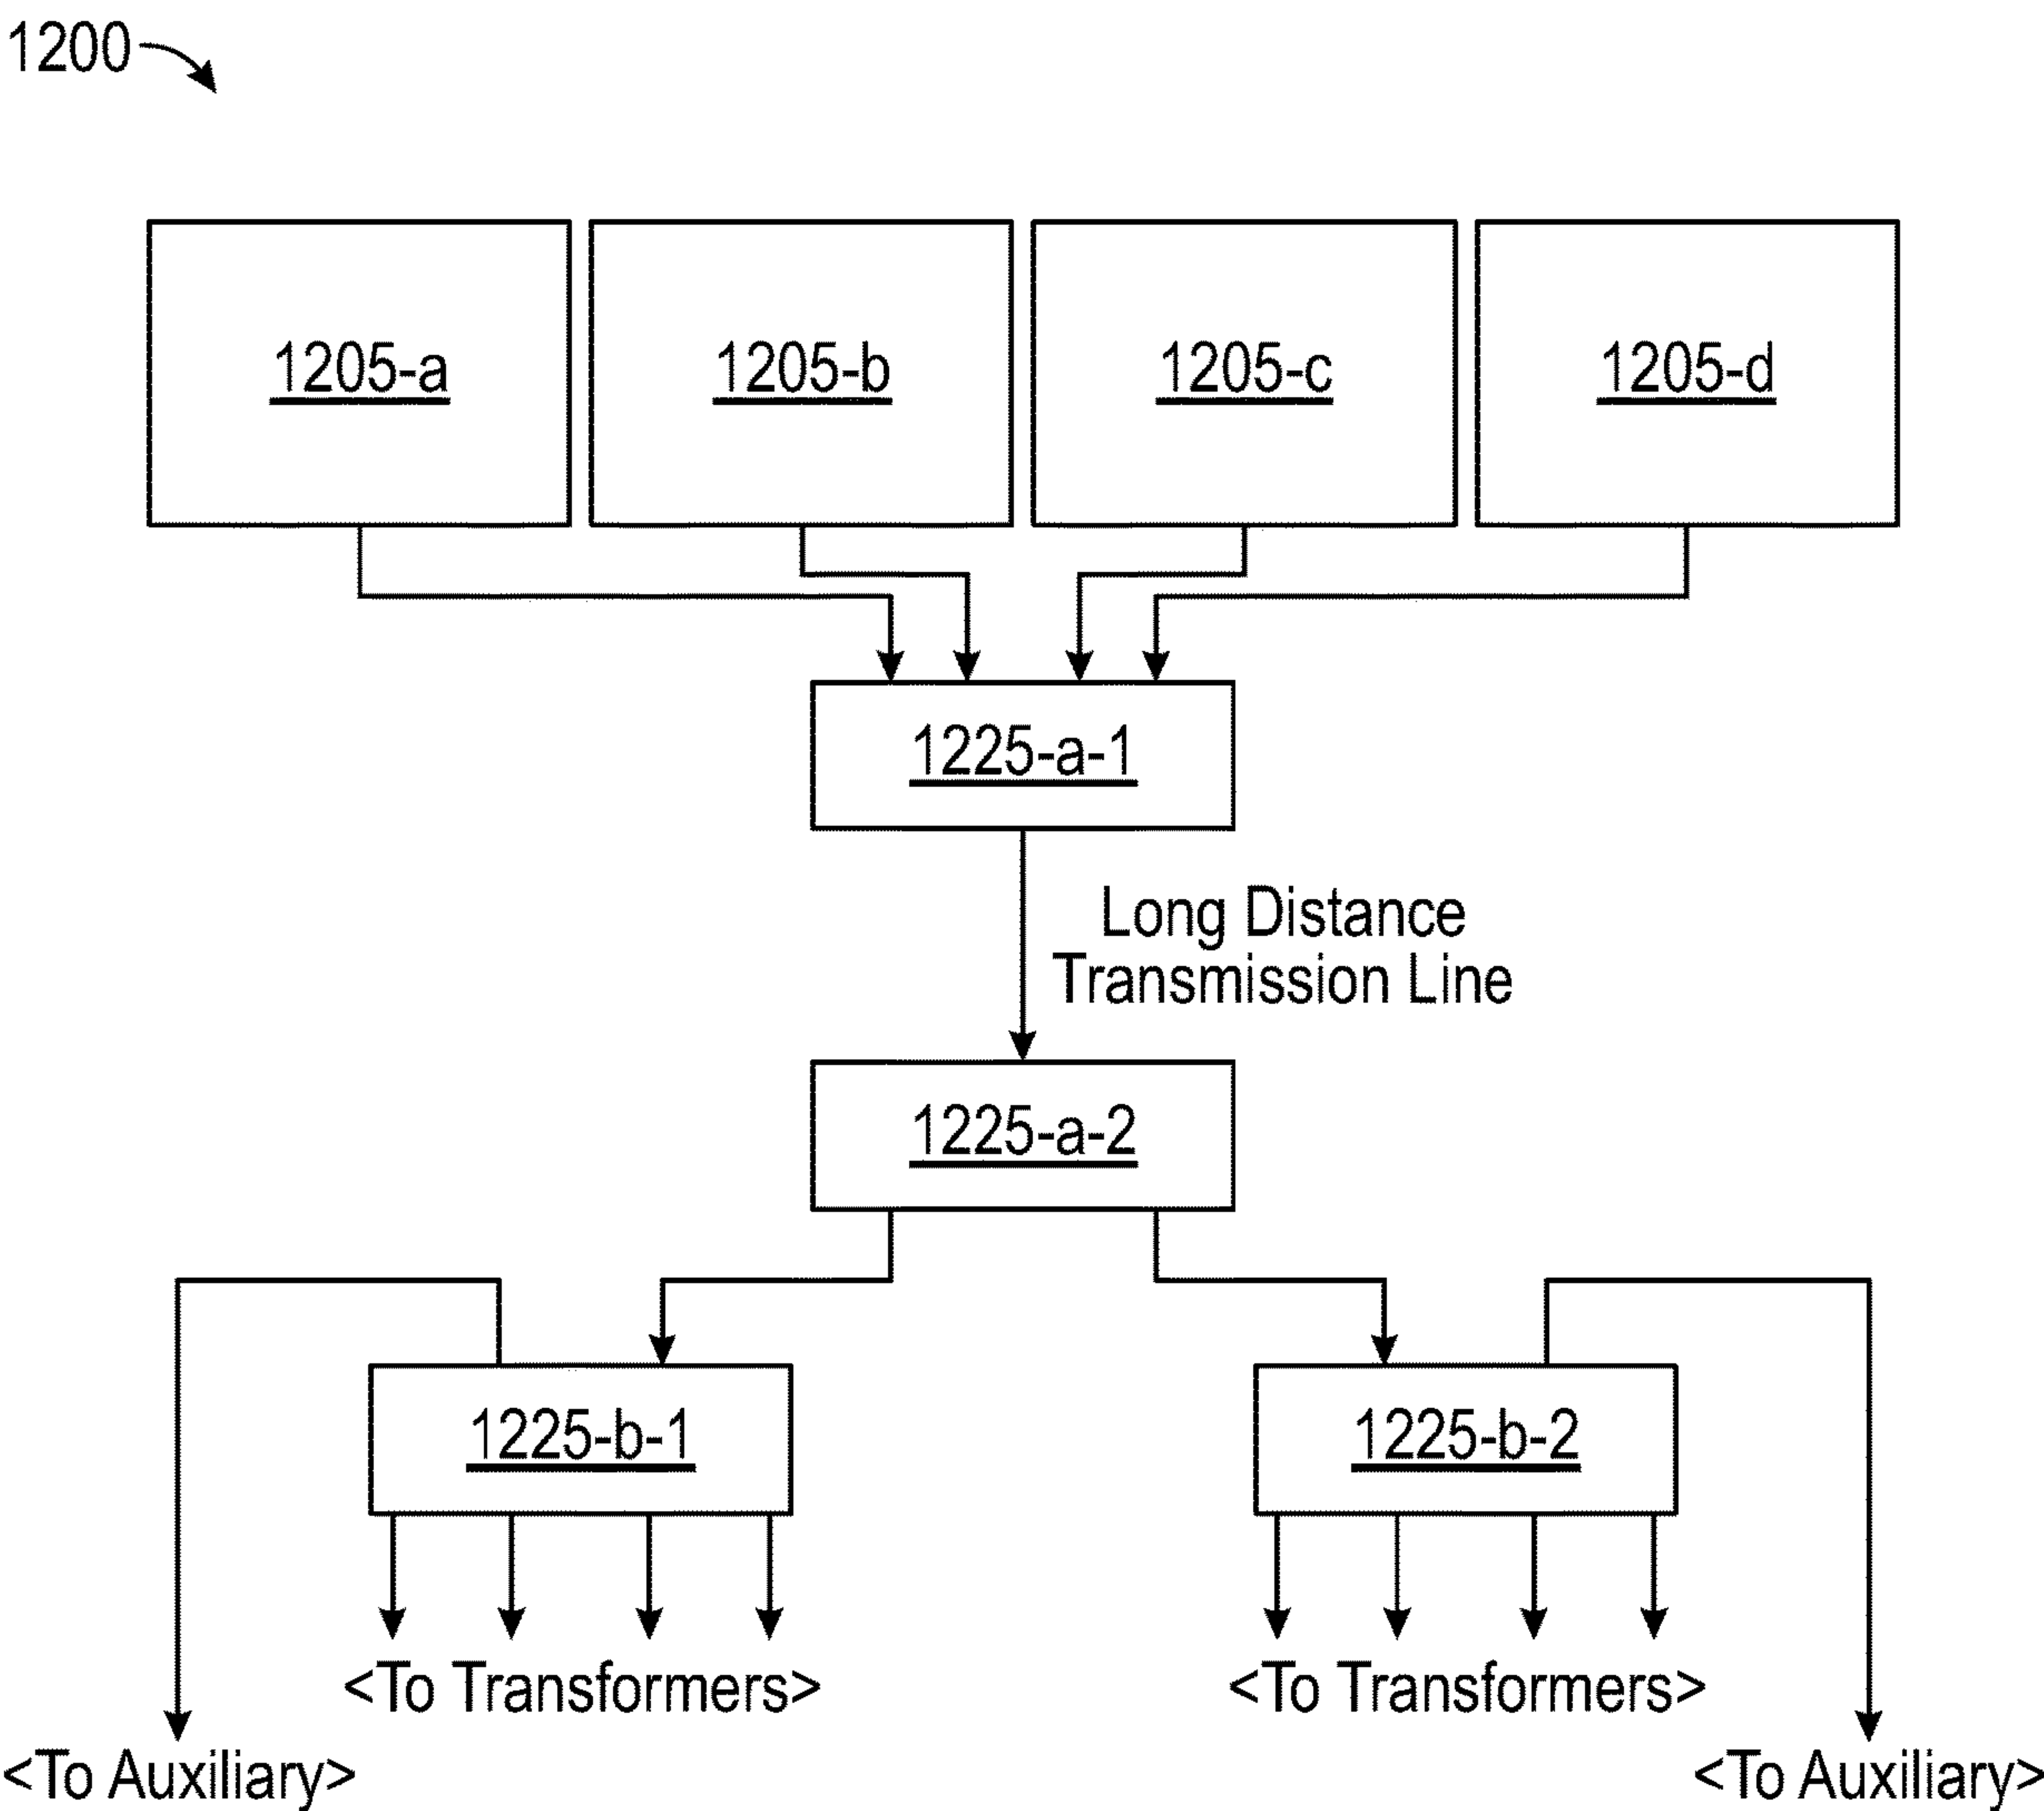 1200
1205-a
1205-b
1205-c
1205-d
1225-a-1
Long Distance
Transmission Line
1225-a-2
1225-b-1
1225-b-2
<To Transformers>
<To Transformers>
<To Auxiliary>
<To Auxiliary>